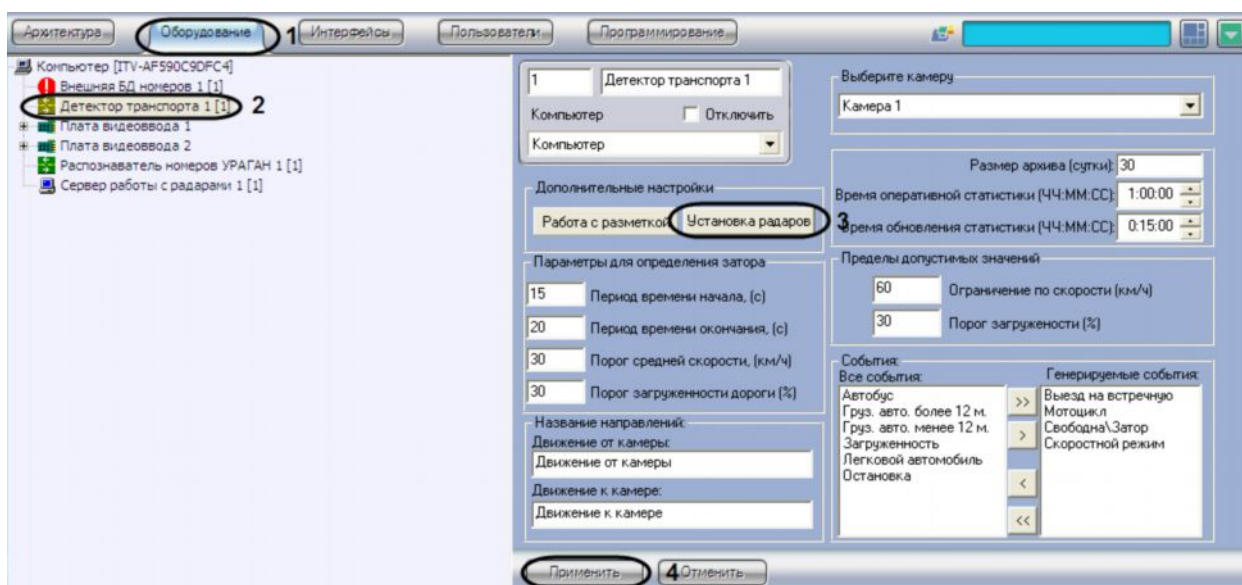 Архитектура Оборудование 1 Интерфейсы Пользователи Программирование
Компьютер [ITV-AF590C9DFC4]
Внешняя БД номеров 1 [1]
Детектор транспорта 1 [1] 2
Плата видеоввода 1
Плата видеоввода 2
Распознаватель номеров УРАГАН 1 [1]
Сервер работы с радарами 1 [1]
1 Детектор транспорта 1
Компьютер Отключить
Компьютер
Дополнительные настройки
Работа с разметкой Установка радаров 3
Параметры для определения затора
15 Период времени начала, (с)
20 Период времени окончания, (с)
30 Порог средней скорости, (км/ч)
30 Порог загруженности дороги (%)
Название направлений:
Движение от камеры:
Движение от камеры
Движение к камере:
Движение к камере
Выберите камеру
Камера 1
Размер архива (сутки): 30
Время оперативной статистики (ЧЧ:ММ:СС): 1:00:00
Время обновления статистики (ЧЧ:ММ:СС): 0:15:00
Пределы допустимых значений
60 Ограничение по скорости (км/ч)
30 Порог загружености (%)
События:
Все события:
Автобус
Груз. авто. более 12 м.
Груз. авто. менее 12 м.
Загруженность
Легковой автомобиль
Остановка
>>
>
<
<<
Генерируемые события:
Выезд на встречную
Мотоцикл
Свободна\Затор
Скоростной режим
Применить 4 Отменить